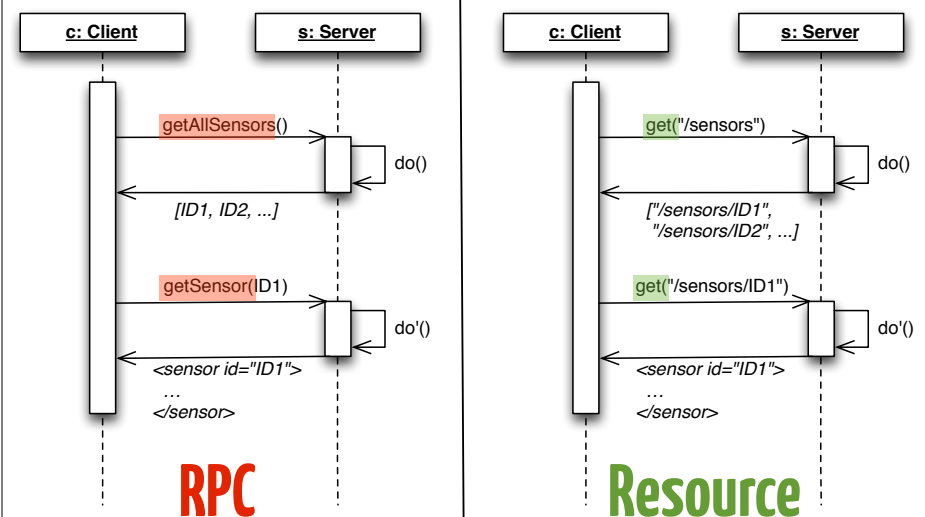 c: Client
s: Server
getAllSensors()
do()
[ID1, ID2, ...]
getSensor(ID1)
do'()
<sensor id="ID1">
...
</sensor>
RPC
c: Client
s: Server
get("/sensors")
do()
["/sensors/ID1",
"/sensors/ID2", ...]
get("/sensors/ID1")
do'()
<sensor id="ID1">
...
</sensor>
Resource